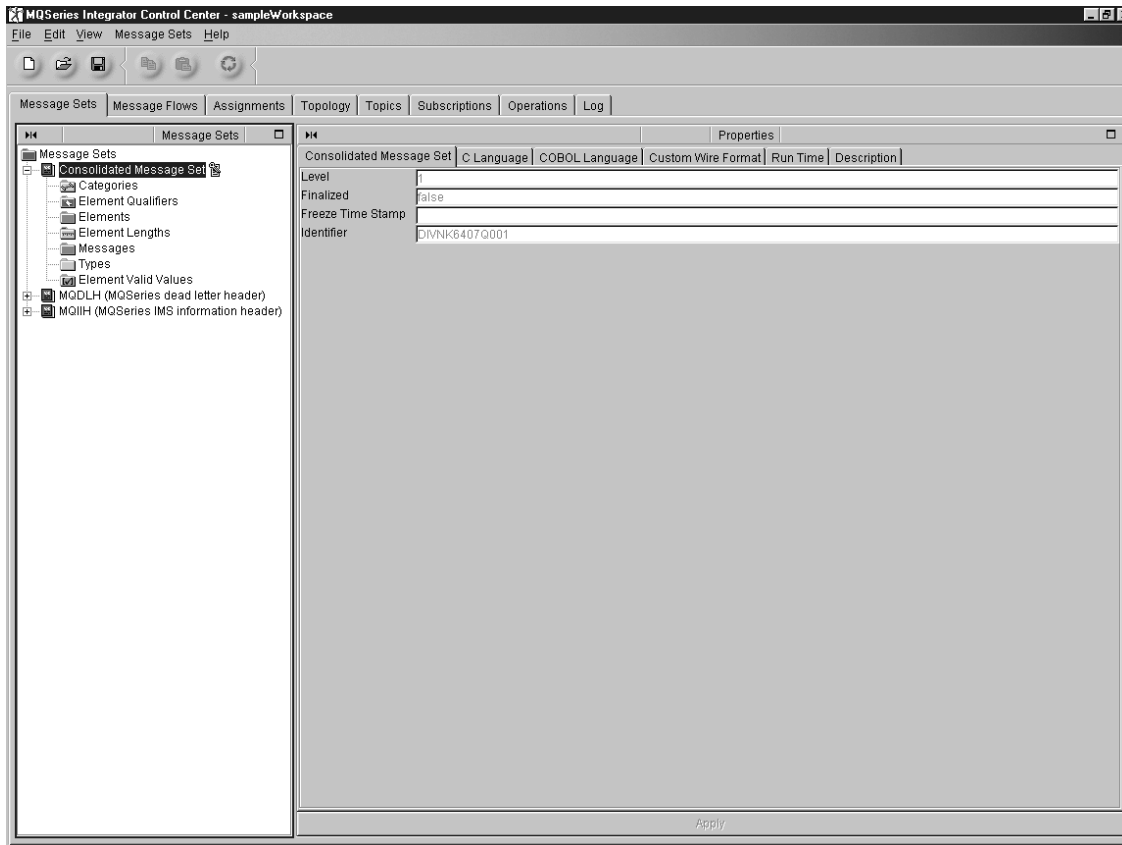 MQSeries Integrator Control Center - sampleWorkspace
File Edit View Message Sets Help
Message Sets Message Flows Assignments Topology Topics Subscriptions Operations Log
Message Sets
Properties
Message Sets
Consolidated Message Set
Categories
Element Qualifiers
Elements
Element Lengths
Messages
Types
Element Valid Values
MQDLH (MQSeries dead letter header)
MQIIH (MQSeries IMS information header)
Consolidated Message Set C Language COBOL Language Custom Wire Format Run Time Description
Level 1
Finalized false
Freeze Time Stamp
Identifier DIVNK6407Q001
Apply